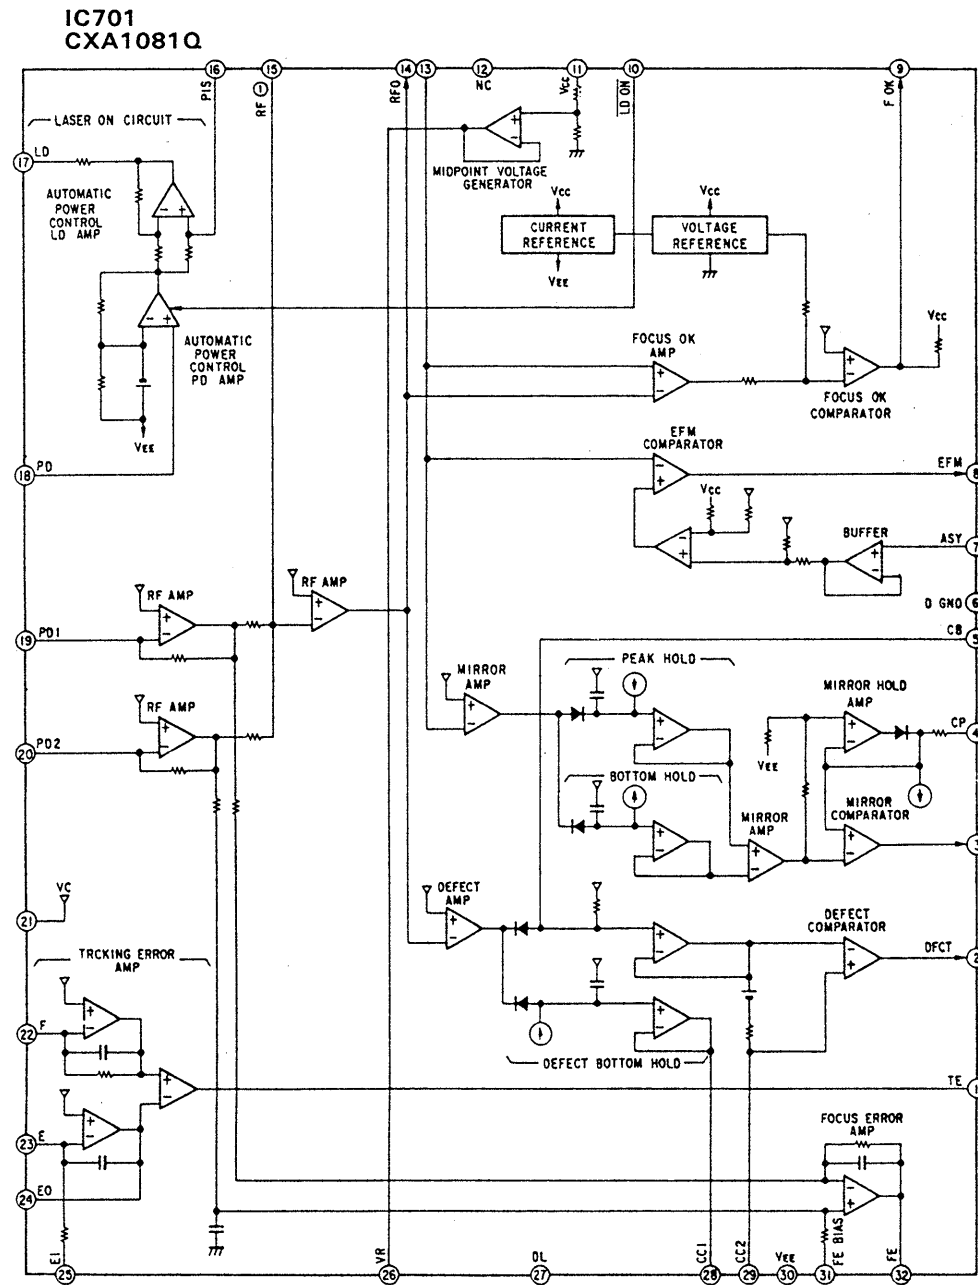 IC701
CXA1081Q
16
15
14
13
12
11
10
9
PIS
RF ⊖
RFO
NC
Vcc
LD ON
F OK
LASER ON CIRCUIT
17
LD
AUTOMATIC
POWER
CONTROL
LD AMP
MIDPOINT VOLTAGE
GENERATOR
Vcc
Vcc
CURRENT
REFERENCE
VOLTAGE
REFERENCE
VEE
Vcc
AUTOMATIC
POWER
CONTROL
PD AMP
VEE
FOCUS OK
AMP
FOCUS OK
COMPARATOR
18
PD
EFM
COMPARATOR
EFM
8
Vcc
BUFFER
ASY
7
D GND
6
RF AMP
RF AMP
19
PD1
CB
5
PEAK HOLD
MIRROR
AMP
MIRROR HOLD
AMP
RF AMP
20
PD2
CP
4
VEE
BOTTOM HOLD
MIRROR
AMP
MIRROR
COMPARATOR
3
VC
21
DEFECT
AMP
DEFECT
COMPARATOR
DFCT
2
TRCKING ERROR
AMP
22
F
DEFECT BOTTOM HOLD
TE
1
23
E
FOCUS ERROR
AMP
24
EO
EI
VR
DL
CC1
CC2
VEE
FE BIAS
FE
25
26
27
28
29
30
31
32